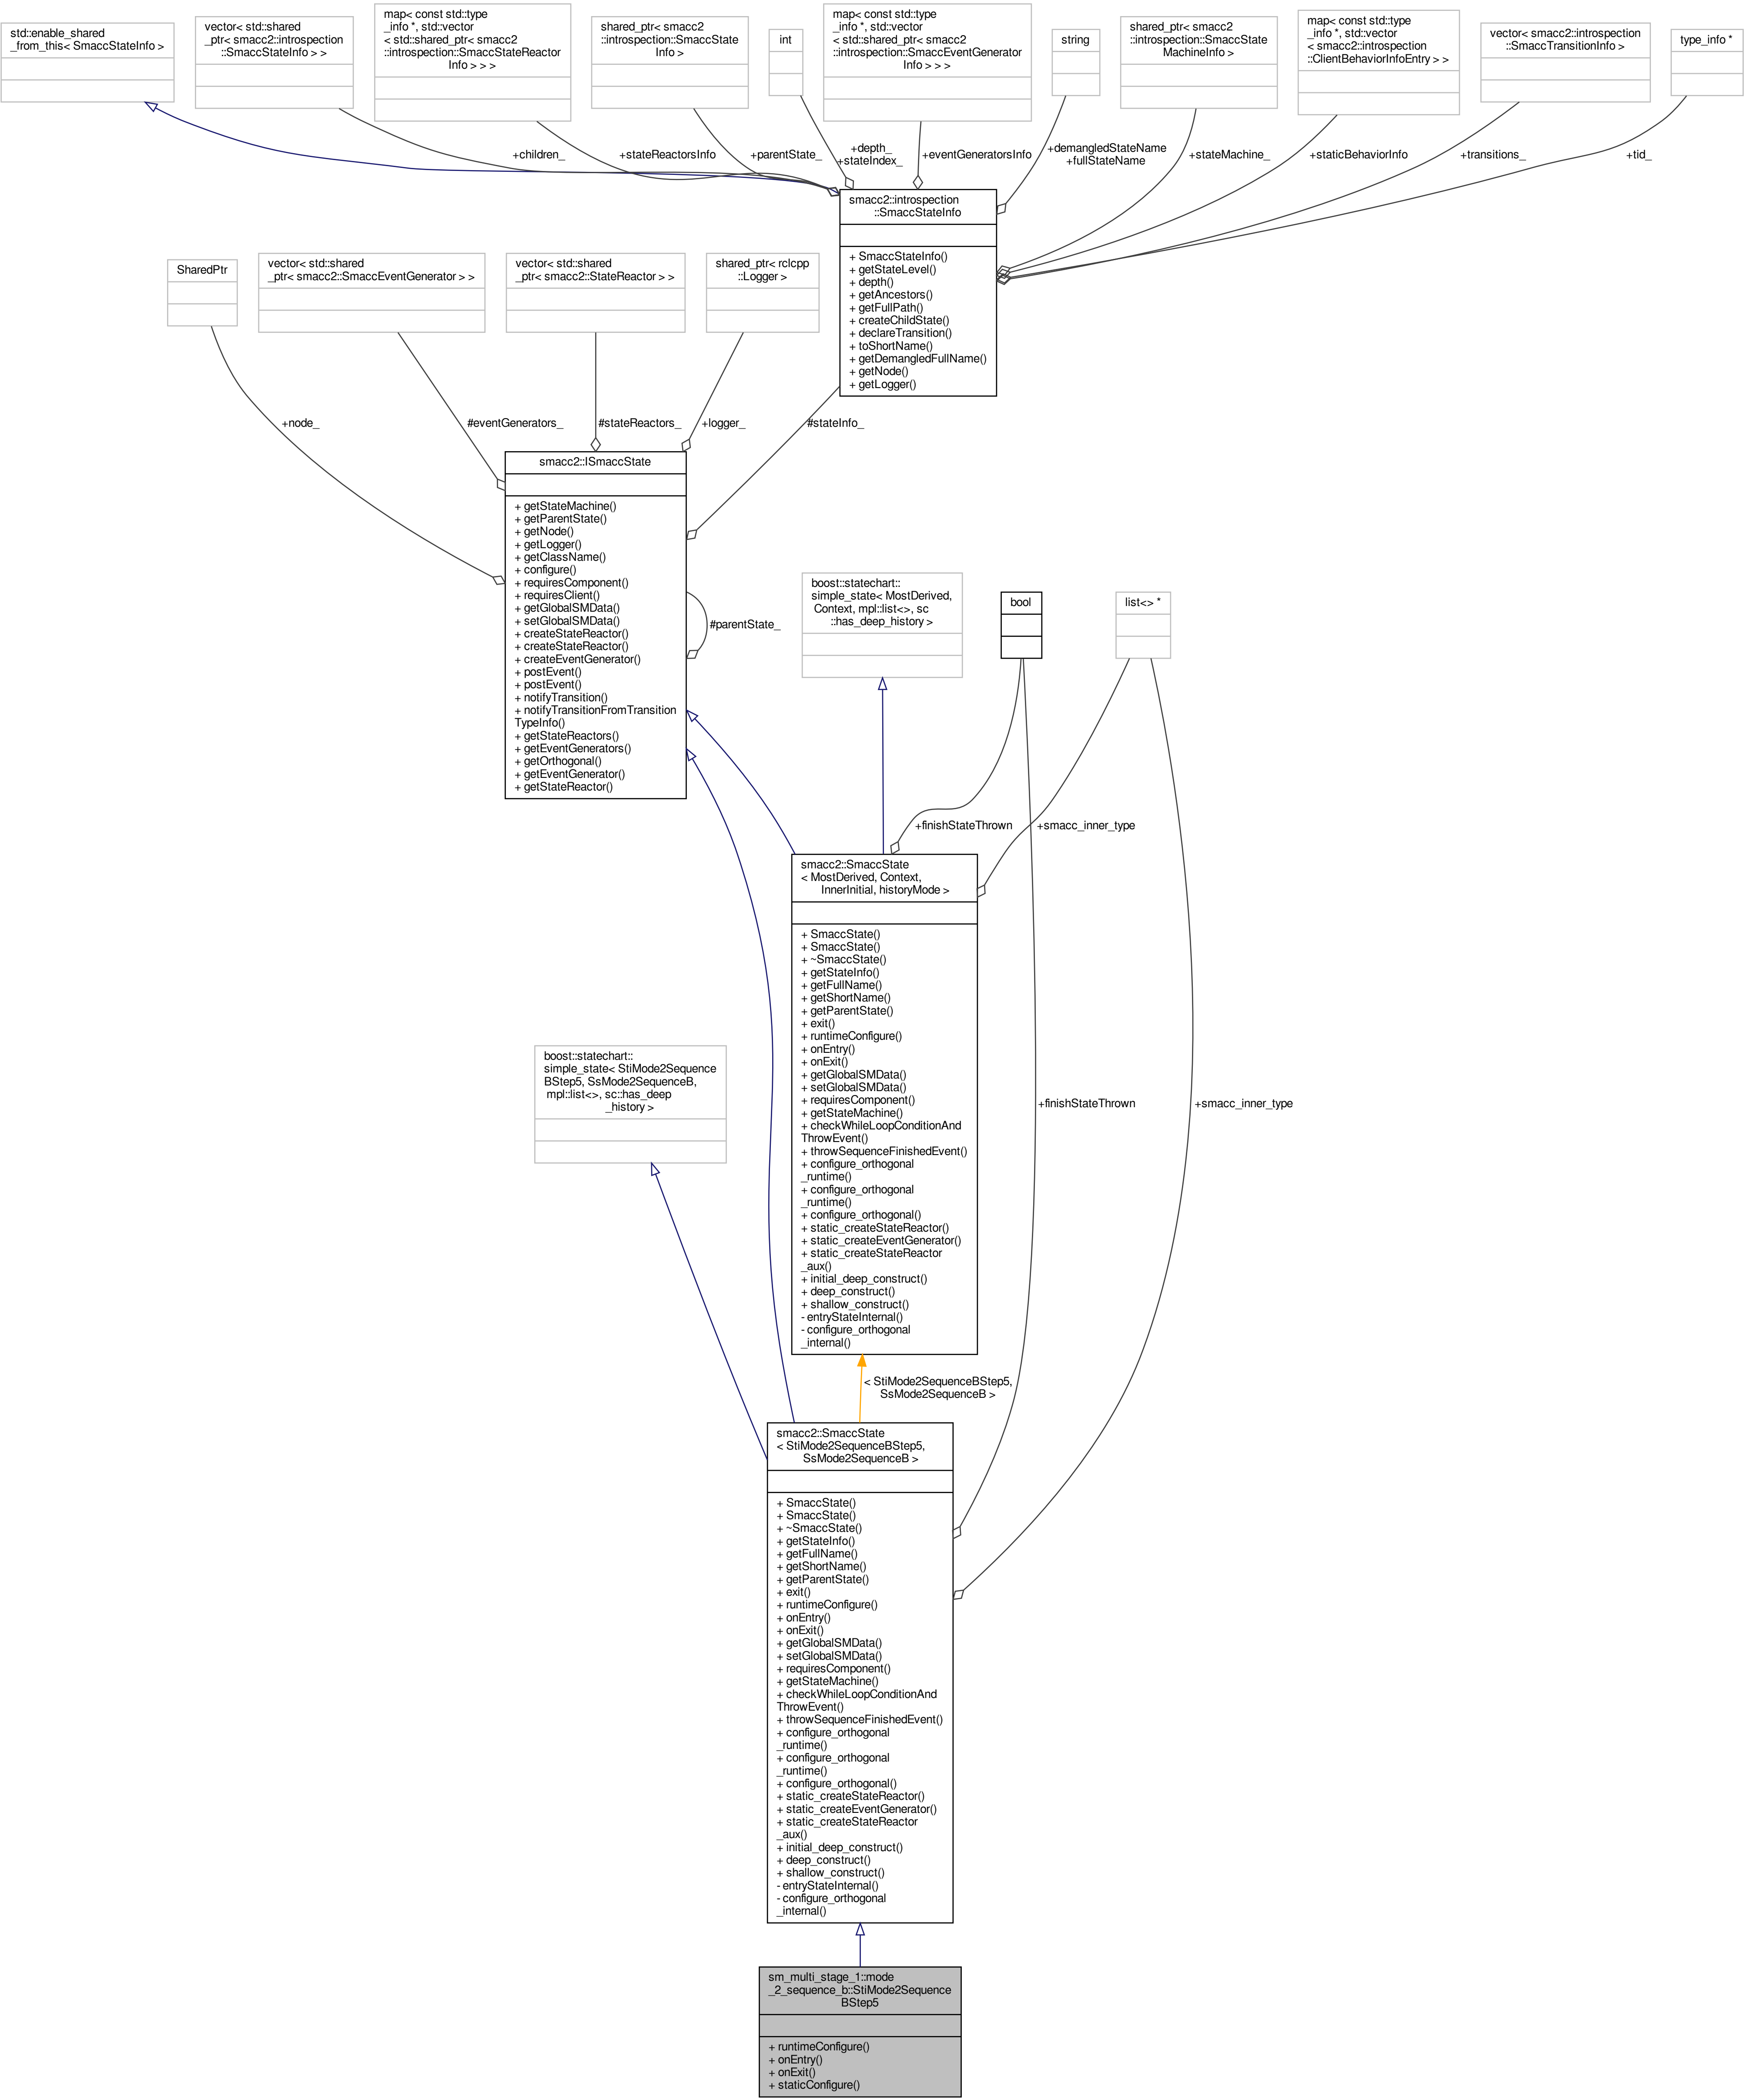 std::enable_shared
_from_this< SmaccStateInfo >
vector< std::shared
_ptr< smacc2::introspection
::SmaccStateInfo > >
map< const std::type
_info *, std::vector
< std::shared_ptr< smacc2
::introspection::SmaccStateReactor
Info > > >
shared_ptr< smacc2
::introspection::SmaccState
Info >
int
map< const std::type
_info *, std::vector
< std::shared_ptr< smacc2
::introspection::SmaccEventGenerator
Info > > >
string
shared_ptr< smacc2
::introspection::SmaccState
MachineInfo >
map< const std::type
_info *, std::vector
< smacc2::introspection
::ClientBehaviorInfoEntry > >
vector< smacc2::introspection
::SmaccTransitionInfo >
type_info *
+children_
+stateReactorsInfo
+parentState_
+depth_
+stateIndex_
+eventGeneratorsInfo
+demangledStateName
+fullStateName
+stateMachine_
+staticBehaviorInfo
+transitions_
+tid_
smacc2::introspection
::SmaccStateInfo
+ SmaccStateInfo()
+ getStateLevel()
+ depth()
+ getAncestors()
+ getFullPath()
+ createChildState()
+ declareTransition()
+ toShortName()
+ getDemangledFullName()
+ getNode()
+ getLogger()
SharedPtr
vector< std::shared
_ptr< smacc2::SmaccEventGenerator > >
vector< std::shared
_ptr< smacc2::StateReactor > >
shared_ptr< rclcpp
::Logger >
+node_
#eventGenerators_
#stateReactors_
+logger_
#stateInfo_
smacc2::ISmaccState
+ getStateMachine()
+ getParentState()
+ getNode()
+ getLogger()
+ getClassName()
+ configure()
+ requiresComponent()
+ requiresClient()
+ getGlobalSMData()
+ setGlobalSMData()
+ createStateReactor()
+ createStateReactor()
+ createEventGenerator()
+ postEvent()
+ postEvent()
+ notifyTransition()
+ notifyTransitionFromTransition
TypeInfo()
+ getStateReactors()
+ getEventGenerators()
+ getOrthogonal()
+ getEventGenerator()
+ getStateReactor()
#parentState_
boost::statechart::
simple_state< MostDerived,
Context, mpl::list<>, sc
::has_deep_history >
bool
list<> *
+finishStateThrown
+smacc_inner_type
smacc2::SmaccState
< MostDerived, Context,
InnerInitial, historyMode >
+ SmaccState()
+ SmaccState()
+ ~SmaccState()
+ getStateInfo()
+ getFullName()
+ getShortName()
+ getParentState()
+ exit()
+ runtimeConfigure()
+ onEntry()
+ onExit()
+ getGlobalSMData()
+ setGlobalSMData()
+ requiresComponent()
+ getStateMachine()
+ checkWhileLoopConditionAnd
ThrowEvent()
+ throwSequenceFinishedEvent()
+ configure_orthogonal
_runtime()
+ configure_orthogonal
_runtime()
+ configure_orthogonal()
+ static_createStateReactor()
+ static_createEventGenerator()
+ static_createStateReactor
_aux()
+ initial_deep_construct()
+ deep_construct()
+ shallow_construct()
- entryStateInternal()
- configure_orthogonal
_internal()
boost::statechart::
simple_state< StiMode2Sequence
BStep5, SsMode2SequenceB,
mpl::list<>, sc::has_deep
_history >
+finishStateThrown
+smacc_inner_type
< StiMode2SequenceBStep5,
SsMode2SequenceB >
smacc2::SmaccState
< StiMode2SequenceBStep5,
SsMode2SequenceB >
+ SmaccState()
+ SmaccState()
+ ~SmaccState()
+ getStateInfo()
+ getFullName()
+ getShortName()
+ getParentState()
+ exit()
+ runtimeConfigure()
+ onEntry()
+ onExit()
+ getGlobalSMData()
+ setGlobalSMData()
+ requiresComponent()
+ getStateMachine()
+ checkWhileLoopConditionAnd
ThrowEvent()
+ throwSequenceFinishedEvent()
+ configure_orthogonal
_runtime()
+ configure_orthogonal
_runtime()
+ configure_orthogonal()
+ static_createStateReactor()
+ static_createEventGenerator()
+ static_createStateReactor
_aux()
+ initial_deep_construct()
+ deep_construct()
+ shallow_construct()
- entryStateInternal()
- configure_orthogonal
_internal()
sm_multi_stage_1::mode
_2_sequence_b::StiMode2Sequence
BStep5
+ runtimeConfigure()
+ onEntry()
+ onExit()
+ staticConfigure()